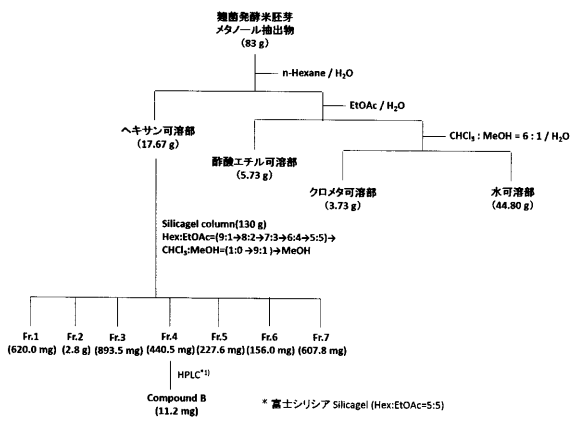 麹菌発酵米胚芽
メタノール抽出物
(83 g)
n-Hexane / H₂O
EtOAc / H₂O
ヘキサン可溶部
(17.67 g)
CHCl₃ : MeOH = 6 : 1 / H₂O
酢酸エチル可溶部
(5.73 g)
クロメタ可溶部
(3.73 g)
水可溶部
(44.80 g)
Silicagel column(130 g)
Hex:EtOAc=(9:1→8:2→7:3→6:4→5:5)→
CHCl₃:MeOH=(1:0 →9:1 )→MeOH
Fr.1 Fr.2 Fr.3 Fr.4 Fr.5 Fr.6 Fr.7
(620.0 mg) (2.8 g) (893.5 mg) (440.5 mg) (227.6 mg) (156.0 mg) (607.8 mg)
HPLC*1)
Compound B
(11.2 mg)
* 富士シリシア Silicagel (Hex:EtOAc=5:5)